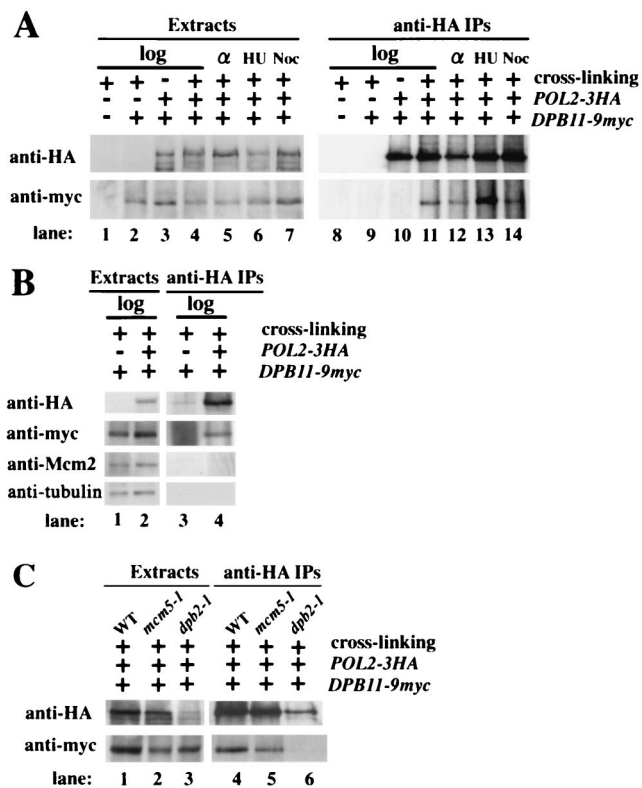 A
Extracts anti-HA IPs
log α HU Noc log α HU Noc
+ + - + + + + + + - + + + + cross-linking
- - + + + + + - - + + + + + POL2-3HA
- + + + + + + - + + + + + + DPB11-9myc
anti-HA
anti-myc
lane: 1 2 3 4 5 6 7 8 9 10 11 12 13 14
B
Extracts anti-HA IPs
log log
+ + + + cross-linking
- + - + POL2-3HA
+ + + + DPB11-9myc
anti-HA
anti-myc
anti-Mcm2
anti-tubulin
lane: 1 2 3 4
C
Extracts anti-HA IPs
WT mcm5-1 dpb2-1 WT mcm5-1 dpb2-1
+ + + + + + cross-linking
+ + + + + + POL2-3HA
+ + + + + + DPB11-9myc
anti-HA
anti-myc
lane: 1 2 3 4 5 6